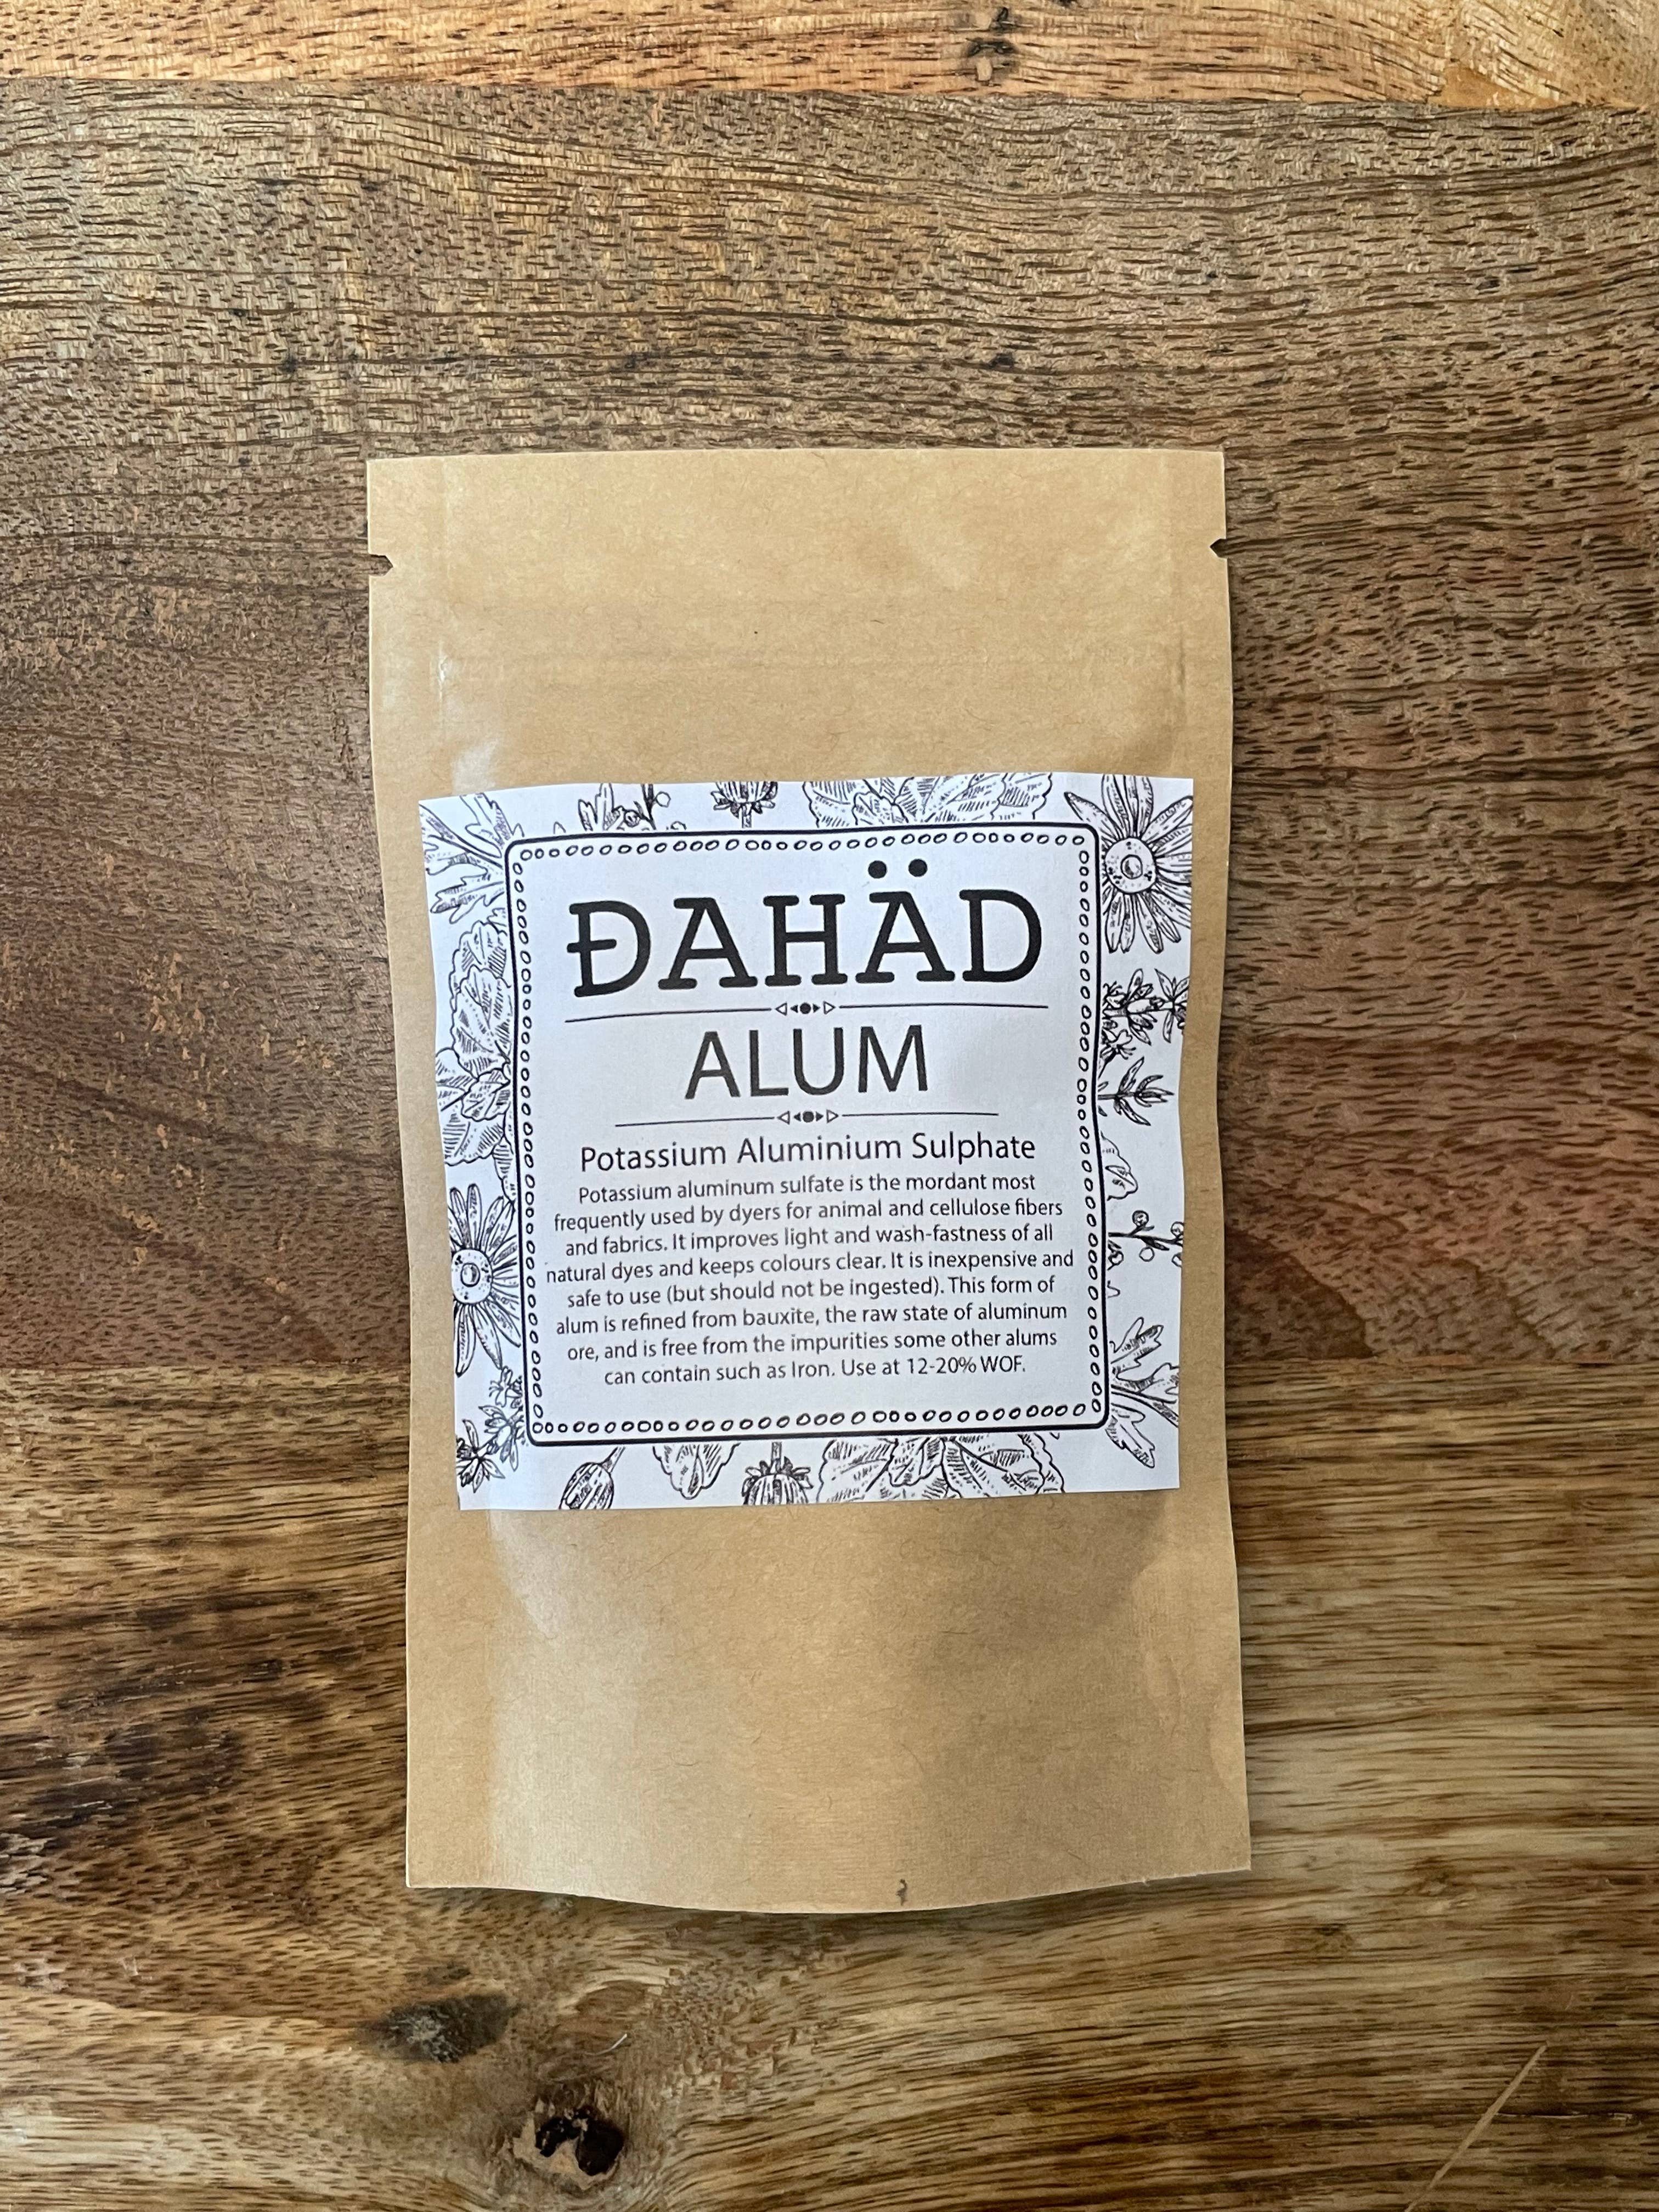 ĐAHÄD
ALUM
Potassium Aluminium Sulphate
Potassium aluminum sulfate is the mordant most
frequently used by dyers for animal and cellulose fibers
and fabrics. It improves light and wash-fastness of all
natural dyes and keeps colours clear. It is inexpensive and
safe to use (but should not be ingested). This form of
alum is refined from bauxite, the raw state of aluminum
ore, and is free from the impurities some other alums
can contain such as Iron. Use at 12-20% WOF.